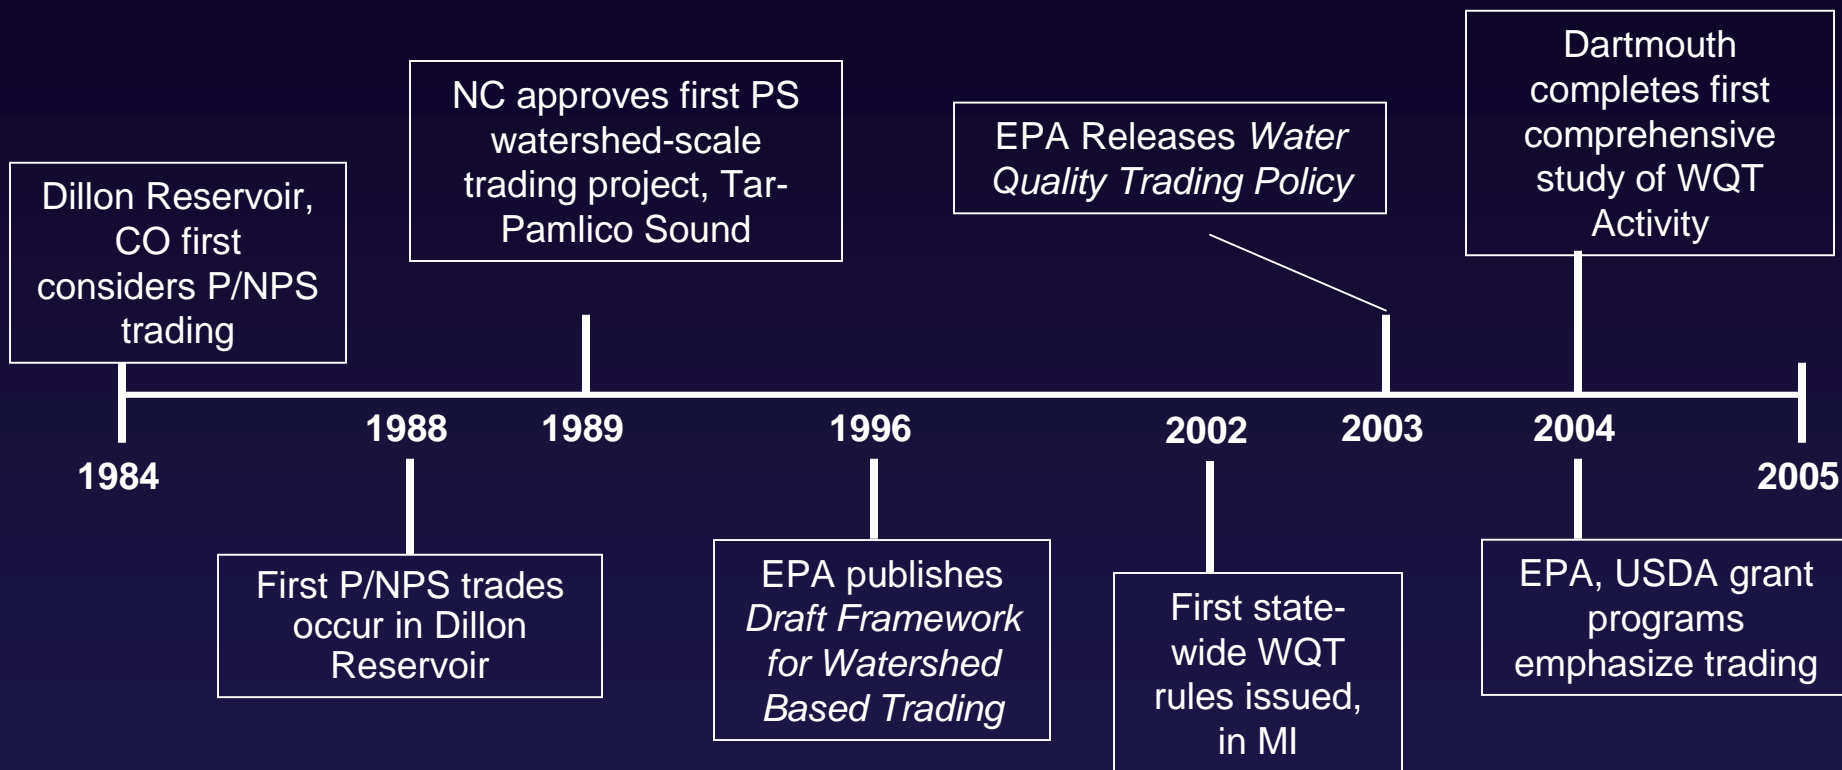 Dillon Reservoir,
CO first
considers P/NPS
trading
NC approves first PS
watershed-scale
trading project, Tar-
Pamlico Sound
EPA Releases Water
Quality Trading Policy
Dartmouth
completes first
comprehensive
study of WQT
Activity
1984
1988
1989
1996
2002
2003
2004
2005
First P/NPS trades
occur in Dillon
Reservoir
EPA publishes
Draft Framework
for Watershed
Based Trading
First state-
wide WQT
rules issued,
in MI
EPA, USDA grant
programs
emphasize trading